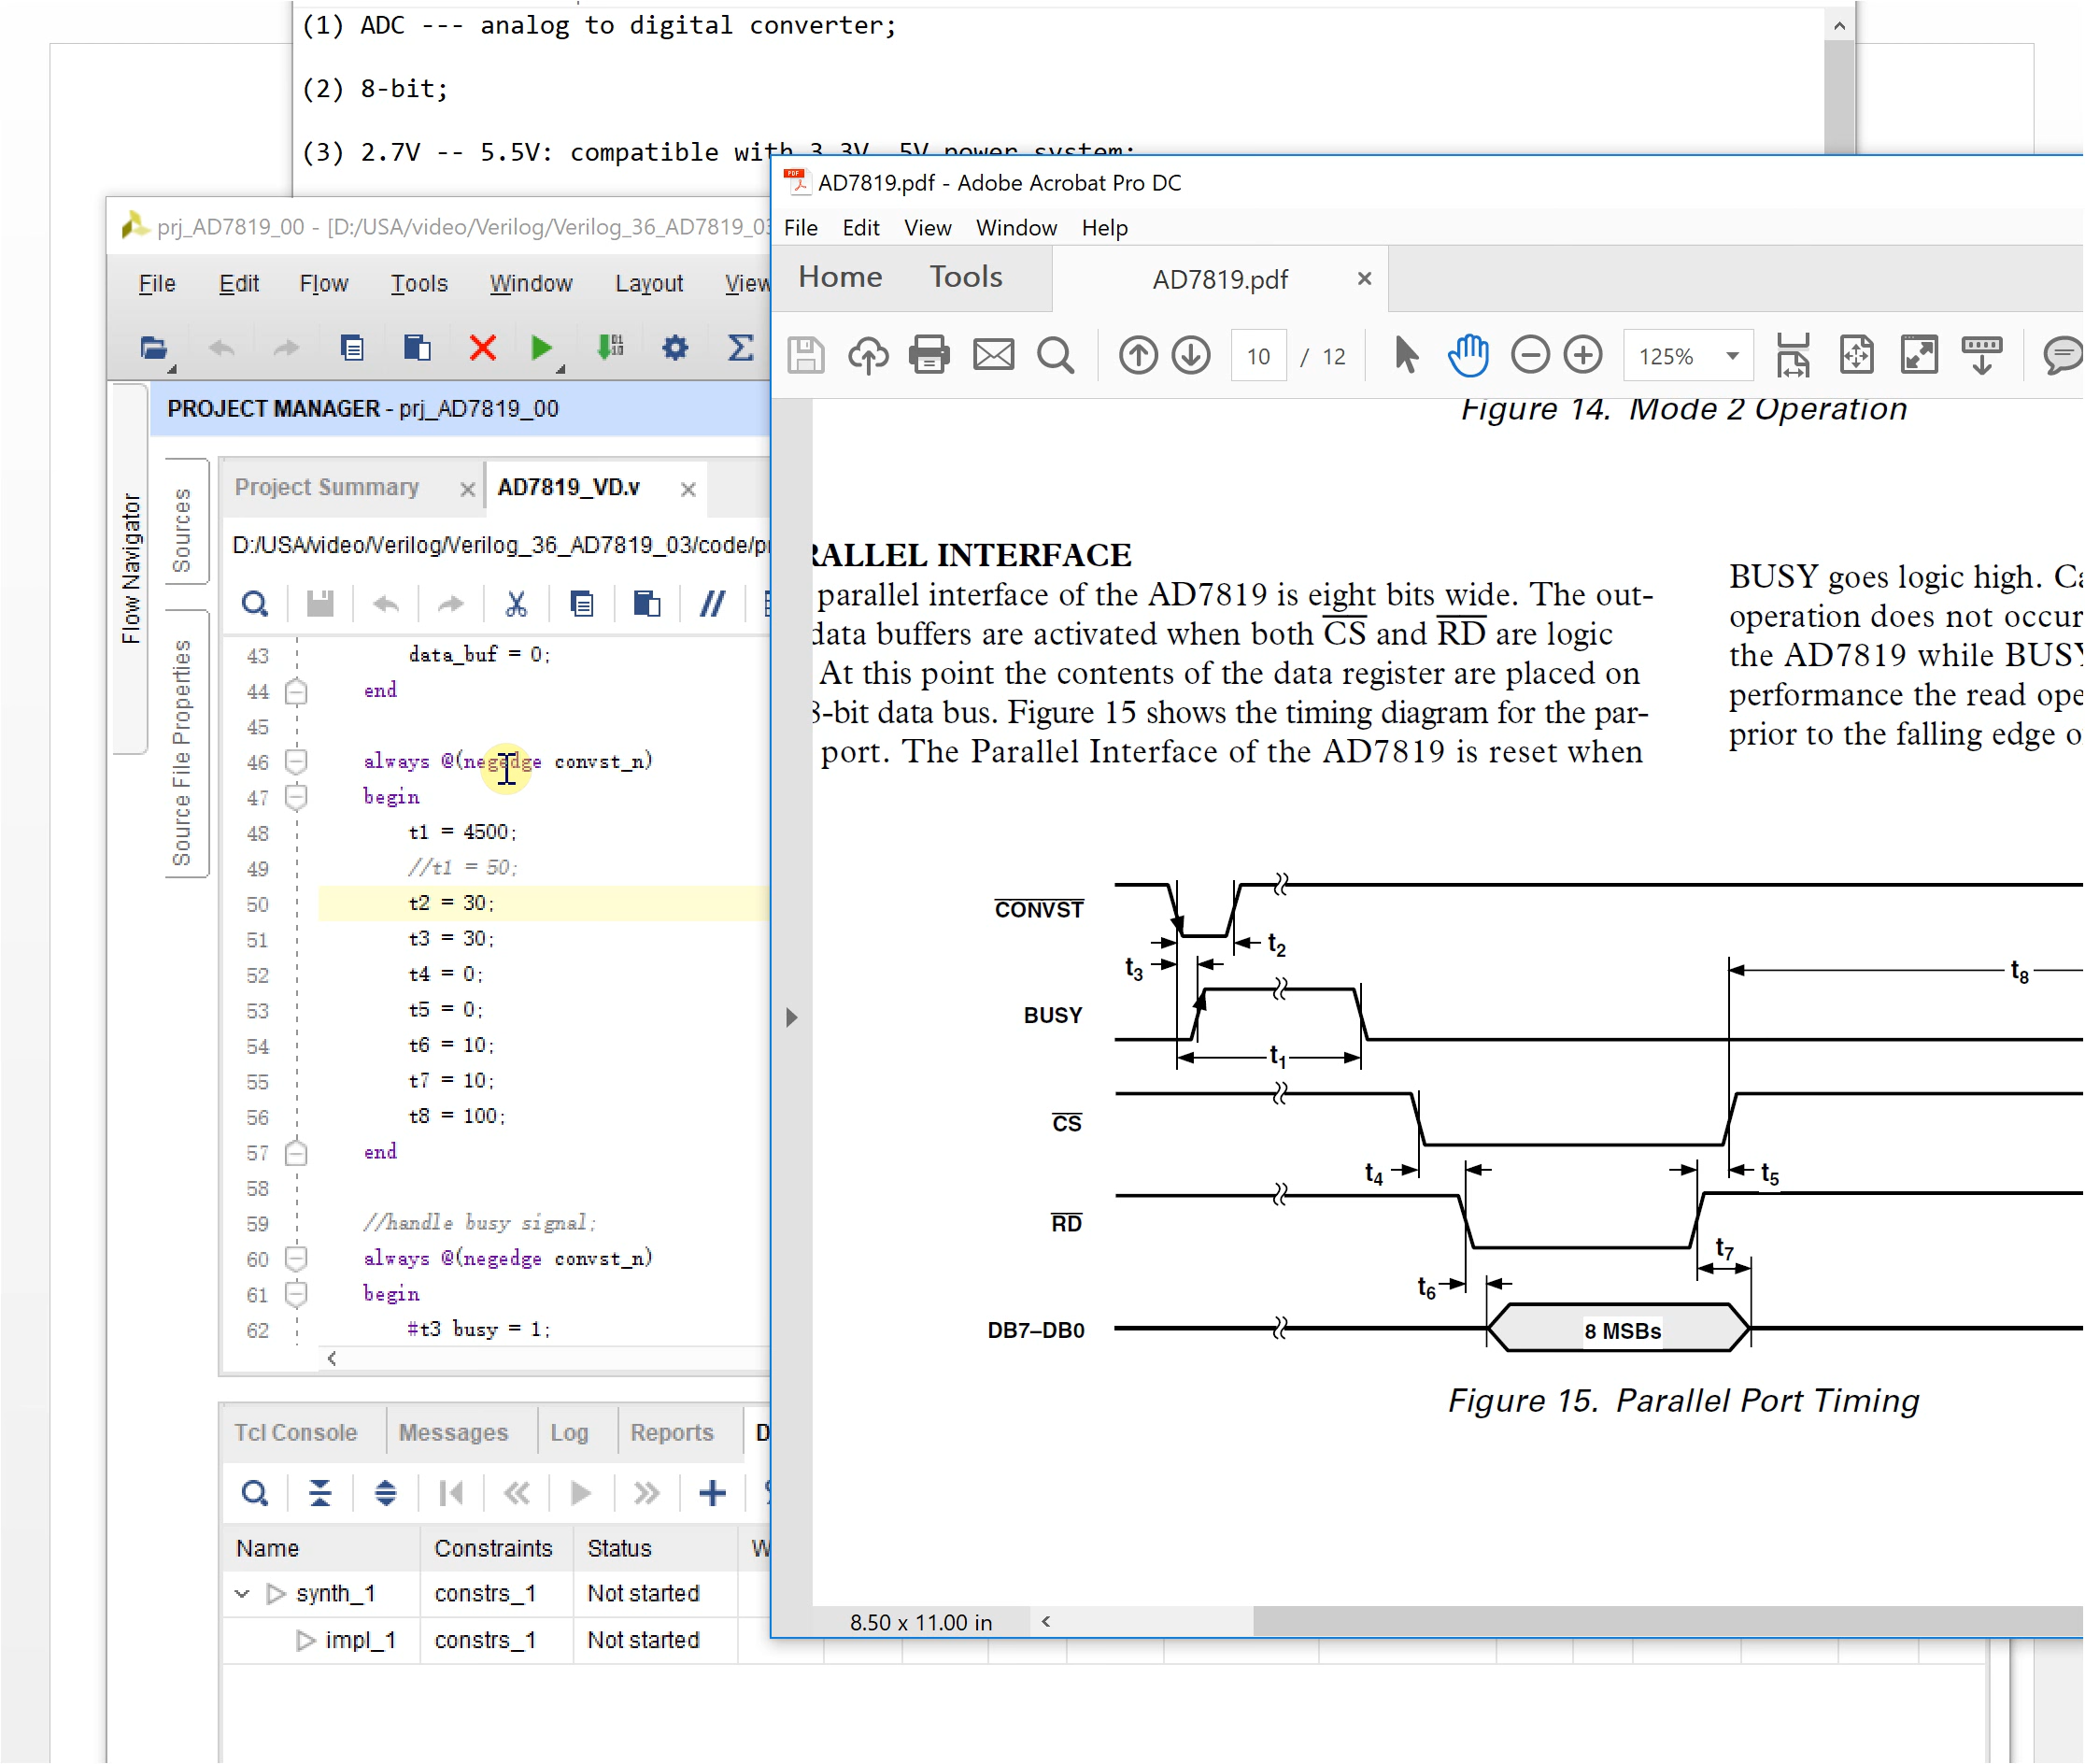 (1) ADC --- analog to digital converter;
(2) 8-bit;
(3) 2.7V -- 5.5V: compatible with 3.3V, 5V power system;
prj_AD7819_00 - [D:/USA/video/Verilog/Verilog_36_AD7819_03
File Edit Flow Tools Window Layout View
PROJECT MANAGER - prj_AD7819_00
Flow Navigator
Sources
Source File Properties
Project Summary
AD7819_VD.v
D:/USA/video/Verilog/Verilog_36_AD7819_03/code/pr
43 data_buf = 0;
44 end
45
46 always @(negedge convst_n)
47 begin
48 t1 = 4500;
49 //t1 = 50;
50 t2 = 30;
51 t3 = 30;
52 t4 = 0;
53 t5 = 0;
54 t6 = 10;
55 t7 = 10;
56 t8 = 100;
57 end
58
59 //handle busy signal;
60 always @(negedge convst_n)
61 begin
62 #t3 busy = 1;
Tcl Console Messages Log Reports D
Name Constraints Status W
synth_1 constrs_1 Not started
impl_1 constrs_1 Not started
AD7819.pdf - Adobe Acrobat Pro DC
File Edit View Window Help
Home Tools AD7819.pdf
10 / 12 125%
Figure 14. Mode 2 Operation
RALLEL INTERFACE
parallel interface of the AD7819 is eight bits wide. The out-
data buffers are activated when both CS and RD are logic
At this point the contents of the data register are placed on
8-bit data bus. Figure 15 shows the timing diagram for the par-
port. The Parallel Interface of the AD7819 is reset when
BUSY goes logic high. Ca
operation does not occur
the AD7819 while BUSY
performance the read ope
prior to the falling edge o
CONVST
t2
t3
t8
BUSY
t1
CS
t4
t5
RD
t7
t6
DB7–DB0
8 MSBs
Figure 15. Parallel Port Timing
8.50 x 11.00 in